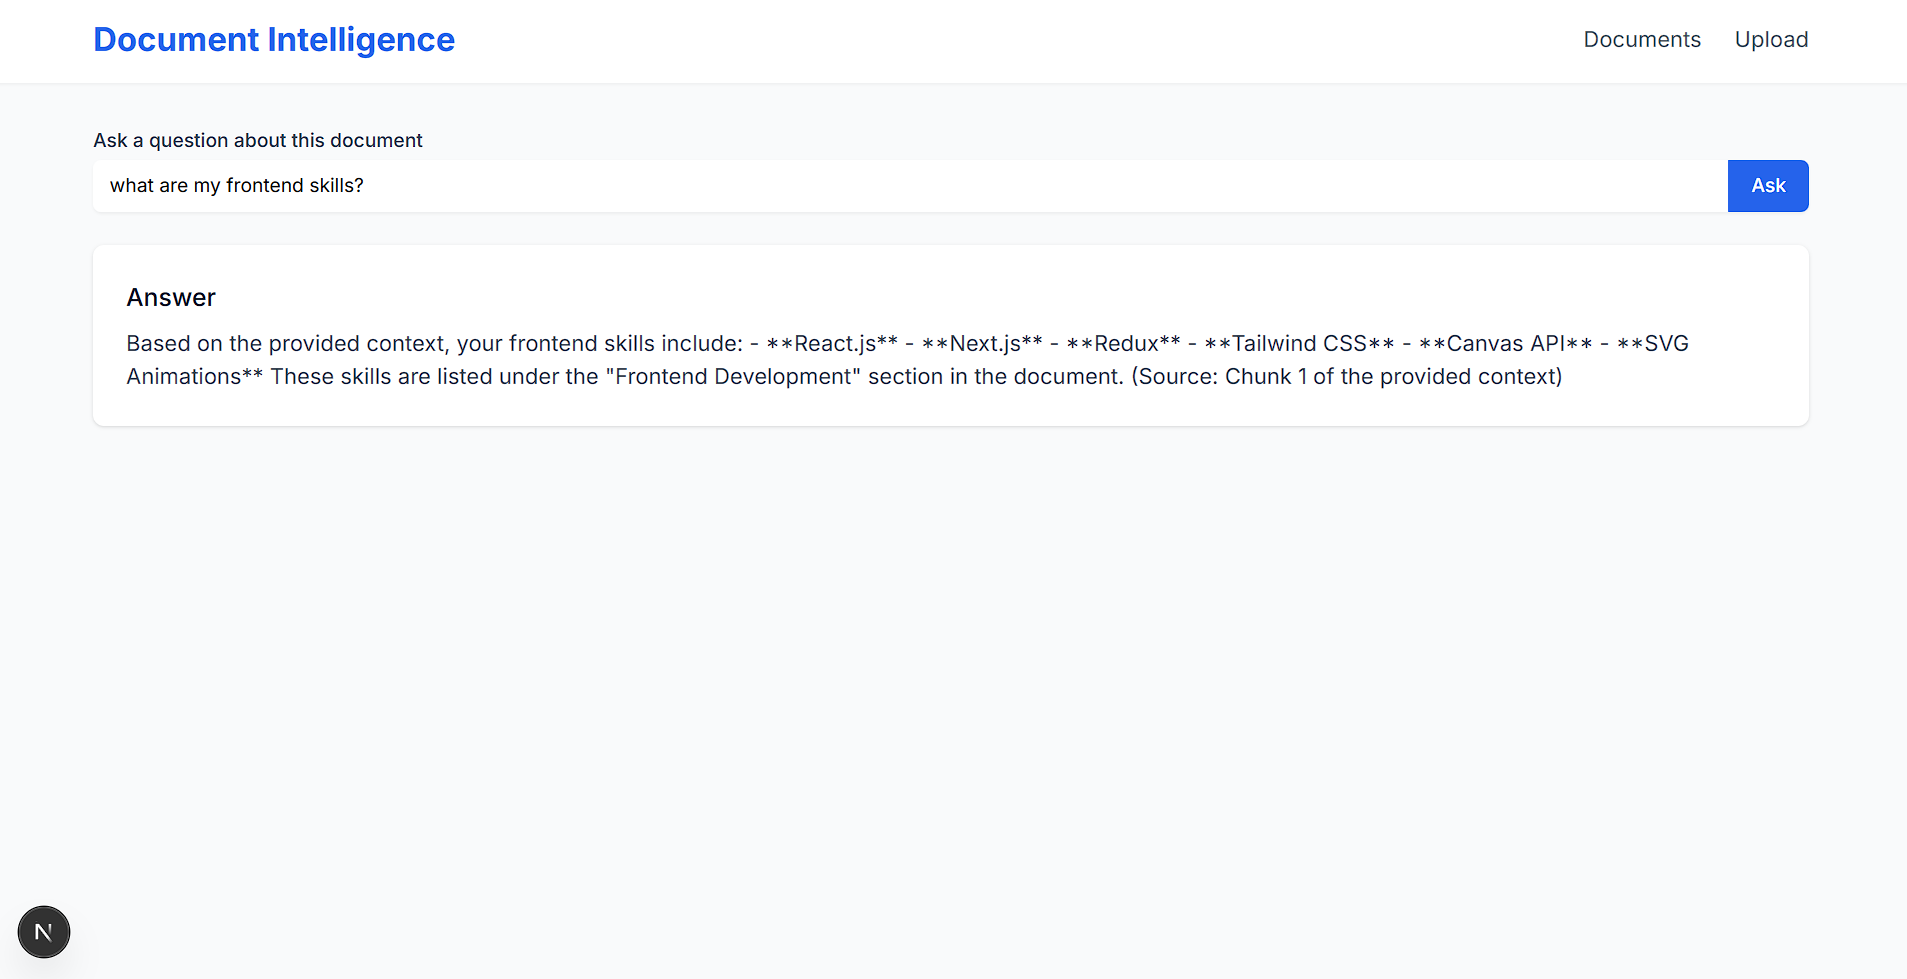 Document Intelligence
Documents
Upload
Ask a question about this document
what are my frontend skills?
Ask
Answer
Based on the provided context, your frontend skills include: - **React.js** - **Next.js** - **Redux** - **Tailwind CSS** - **Canvas API** - **SVG
Animations** These skills are listed under the "Frontend Development" section in the document. (Source: Chunk 1 of the provided context)
N